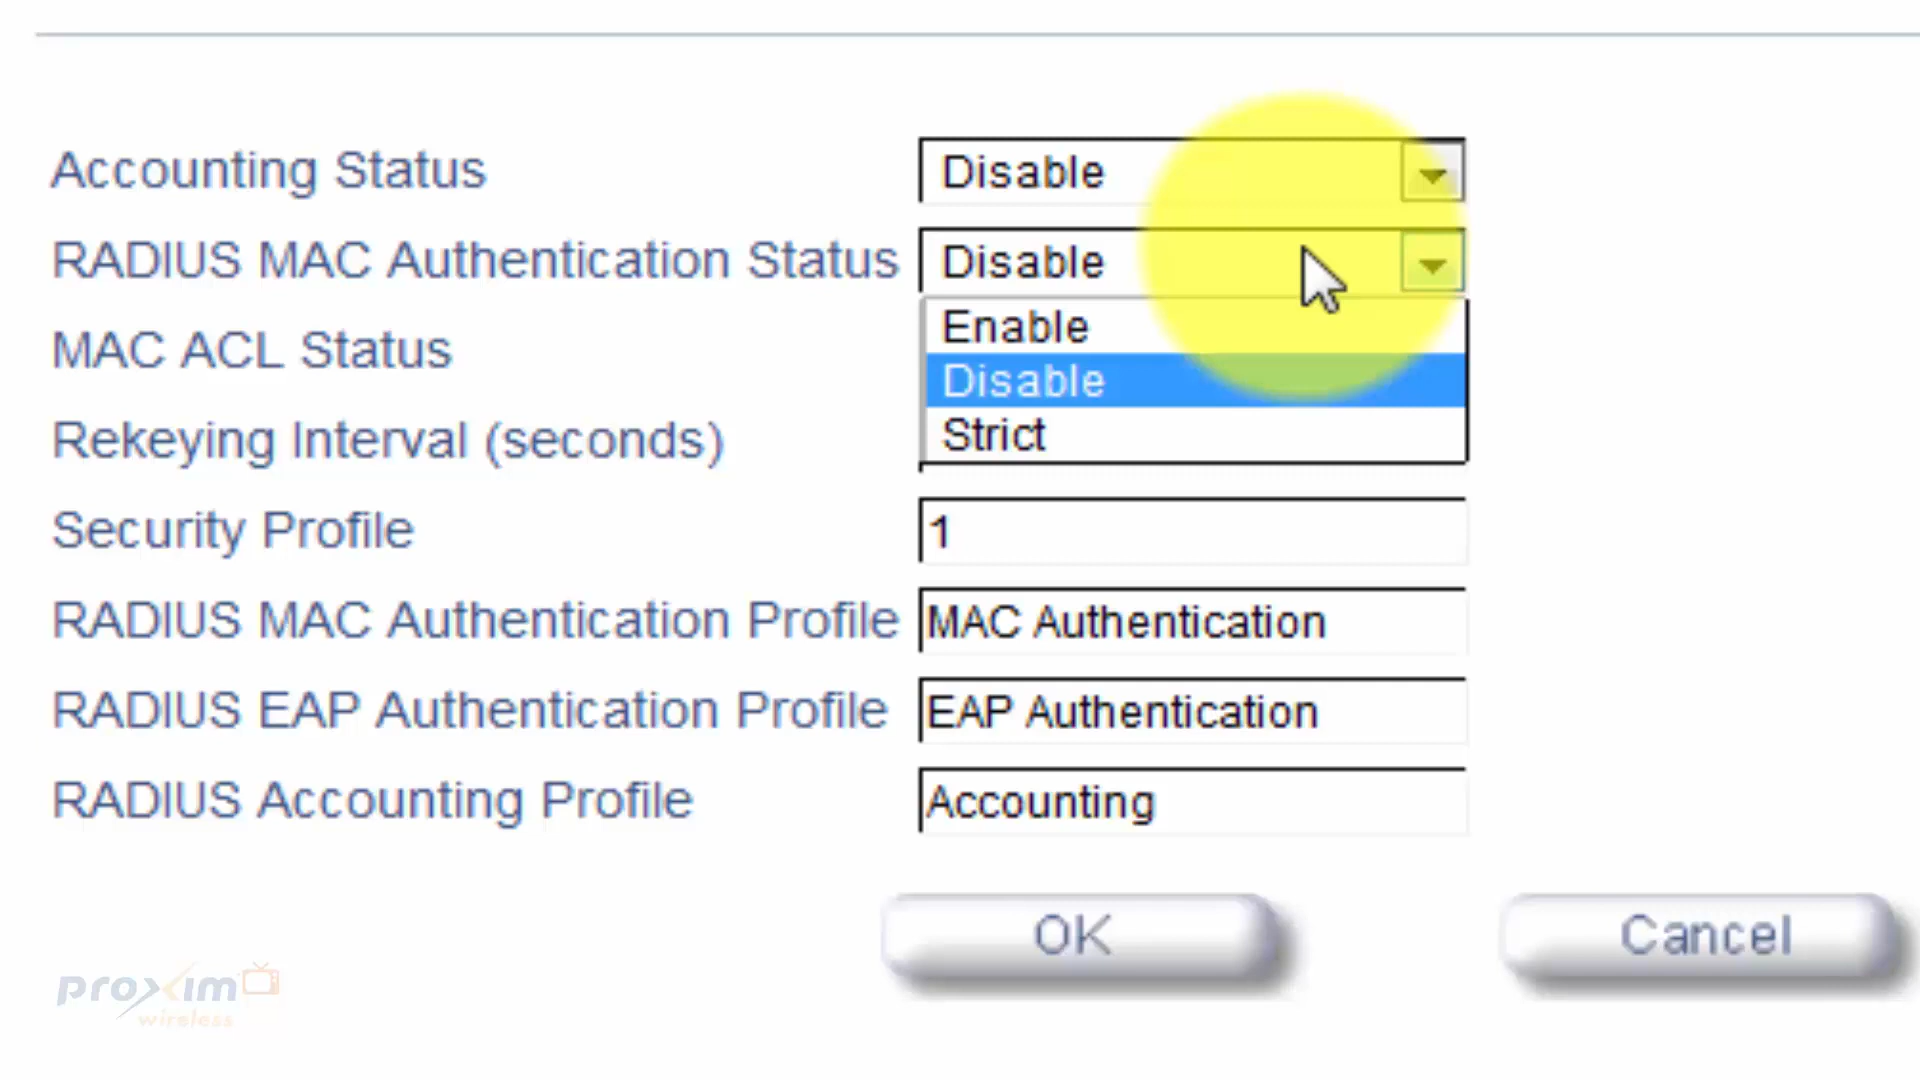 Accounting Status Disable
RADIUS MAC Authentication Status Disable
Enable
MAC ACL Status
Disable
Strict
Rekeying Interval (seconds)
Security Profile 1
RADIUS MAC Authentication Profile MAC Authentication
RADIUS EAP Authentication Profile EAP Authentication
RADIUS Accounting Profile Accounting
OK Cancel
proxim
wireless